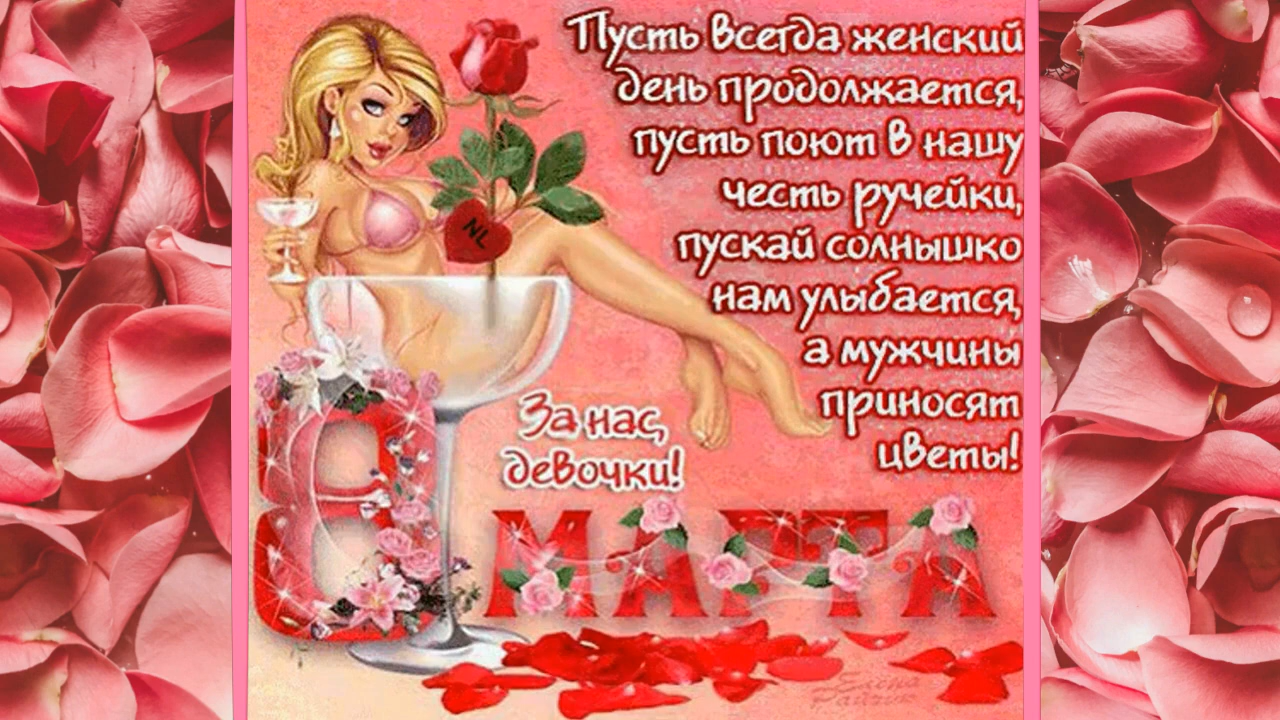 Пусть всегда женский
день продолжается,
пусть поют в нашу
честь ручейки,
пускай солнышко
нам улыбается,
а мужчины
приносят
цветы!
NL
За нас,
девочки!
8 МАРТА
Елена